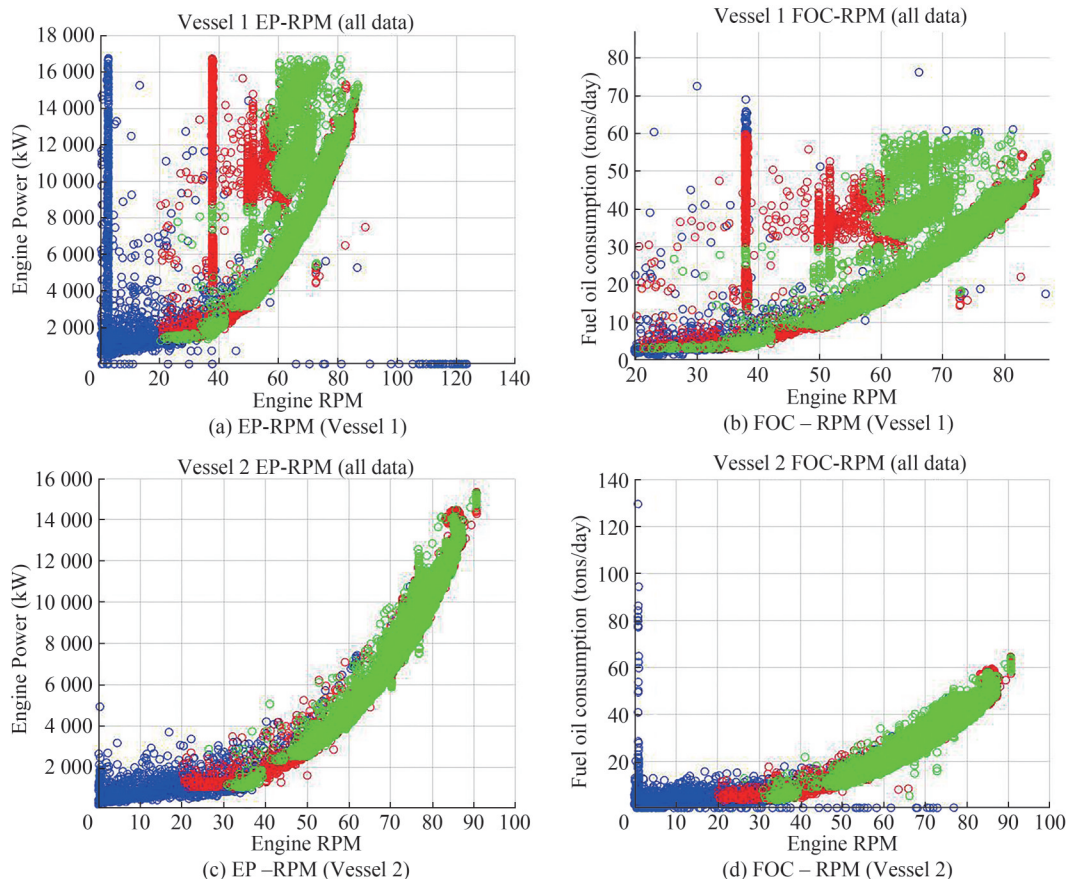 Vessel 1 EP-RPM (all data)
Engine Power (kW)
18 000
16 000
14 000
12 000
10 000
8 000
6 000
4 000
2 000
0 20 40 60 80 100 120 140
Engine RPM
(a) EP-RPM (Vessel 1)
Vessel 1 FOC-RPM (all data)
Fuel oil consumption (tons/day)
80
70
60
50
40
30
20
10
0
20 30 40 50 60 70 80
Engine RPM
(b) FOC – RPM (Vessel 1)
Vessel 2 EP-RPM (all data)
Engine Power (kW)
16 000
14 000
12 000
10 000
8 000
6 000
4 000
2 000
0 10 20 30 40 50 60 70 80 90 100
Engine RPM
(c) EP –RPM (Vessel 2)
Vessel 2 FOC-RPM (all data)
Fuel oil consumption (tons/day)
140
120
100
80
60
40
20
0 10 20 30 40 50 60 70 80 90 100
Engine RPM
(d) FOC – RPM (Vessel 2)